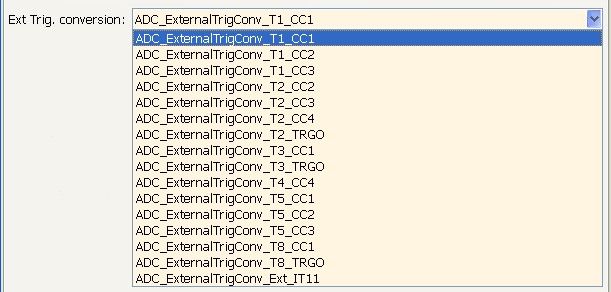 Ext Trig. conversion: ADC_ExternalTrigConv_T1_CC1
ADC_ExternalTrigConv_T1_CC1
ADC_ExternalTrigConv_T1_CC2
ADC_ExternalTrigConv_T1_CC3
ADC_ExternalTrigConv_T2_CC2
ADC_ExternalTrigConv_T2_CC3
ADC_ExternalTrigConv_T2_CC4
ADC_ExternalTrigConv_T2_TRGO
ADC_ExternalTrigConv_T3_CC1
ADC_ExternalTrigConv_T3_TRGO
ADC_ExternalTrigConv_T4_CC4
ADC_ExternalTrigConv_T5_CC1
ADC_ExternalTrigConv_T5_CC2
ADC_ExternalTrigConv_T5_CC3
ADC_ExternalTrigConv_T8_CC1
ADC_ExternalTrigConv_T8_TRGO
ADC_ExternalTrigConv_Ext_IT11